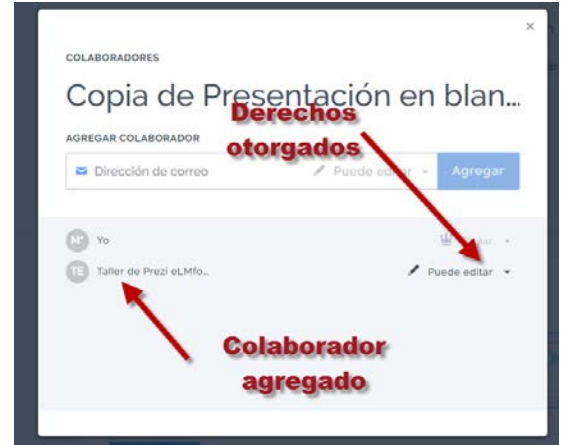 ×
COLABORADORES
Copia de Presentación en blan...
Derechos
otorgados
AGREGAR COLABORADOR
Dirección de correo Puede editar Agregar
M* Yo
TE Taller de Prezi eLMfo... Puede editar
Colaborador
agregado